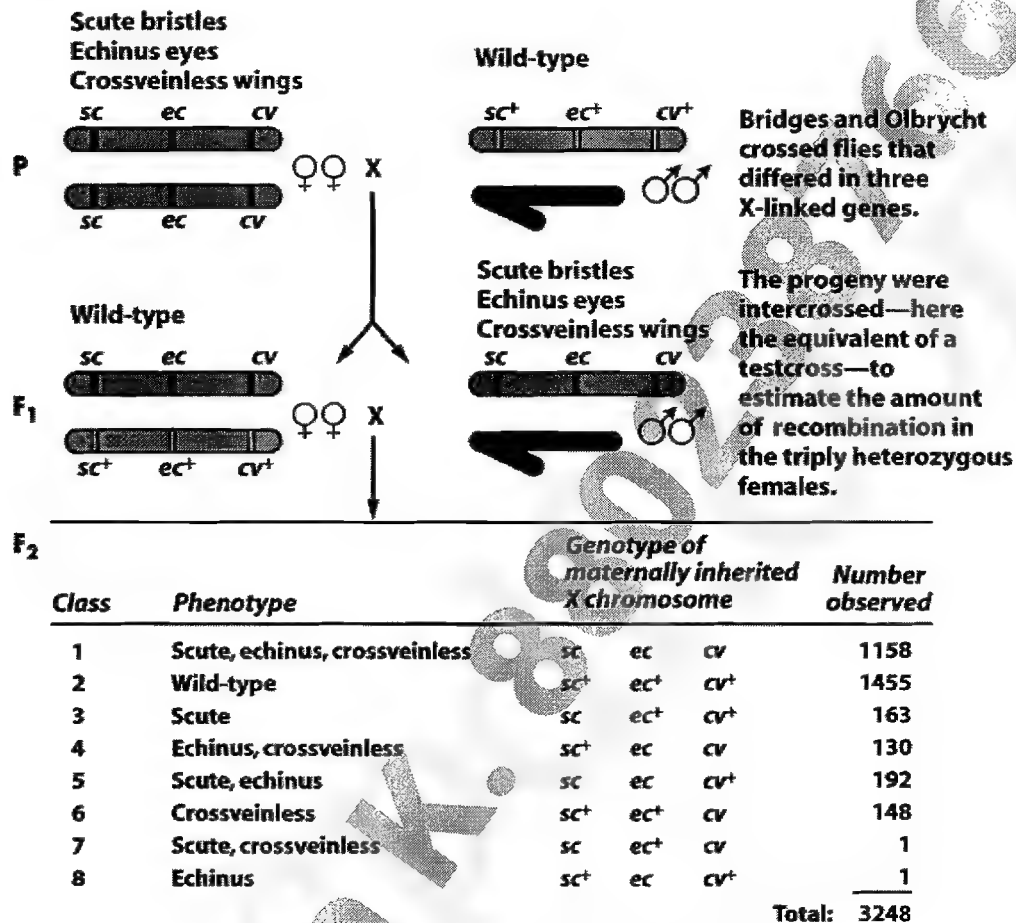 Scute bristles
Echinus eyes
Crossveinless wings
sc ec cv
P
♀♀ X
sc ec cv
Wild-type
sc+ ec+ cv+
♂♂
Bridges and Olbrycht
crossed flies that
differed in three
X-linked genes.
Wild-type
sc ec cv
F1
♀♀ X
sc+ ec+ cv+
Scute bristles
Echinus eyes
Crossveinless wings
sc ec cv
♂♂
The progeny were
intercrossed—here
the equivalent of a
testcross—to
estimate the amount
of recombination in
the triply heterozygous
females.
F2
Genotype of
maternally inherited Number
Class Phenotype X chromosome observed
1 Scute, echinus, crossveinless sc ec cv 1158
2 Wild-type sc+ ec+ cv+ 1455
3 Scute sc ec+ cv+ 163
4 Echinus, crossveinless sc+ ec cv 130
5 Scute, echinus sc ec cv+ 192
6 Crossveinless sc+ ec+ cv 148
7 Scute, crossveinless sc ec+ cv 1
8 Echinus sc+ ec cv+ 1
Total: 3248